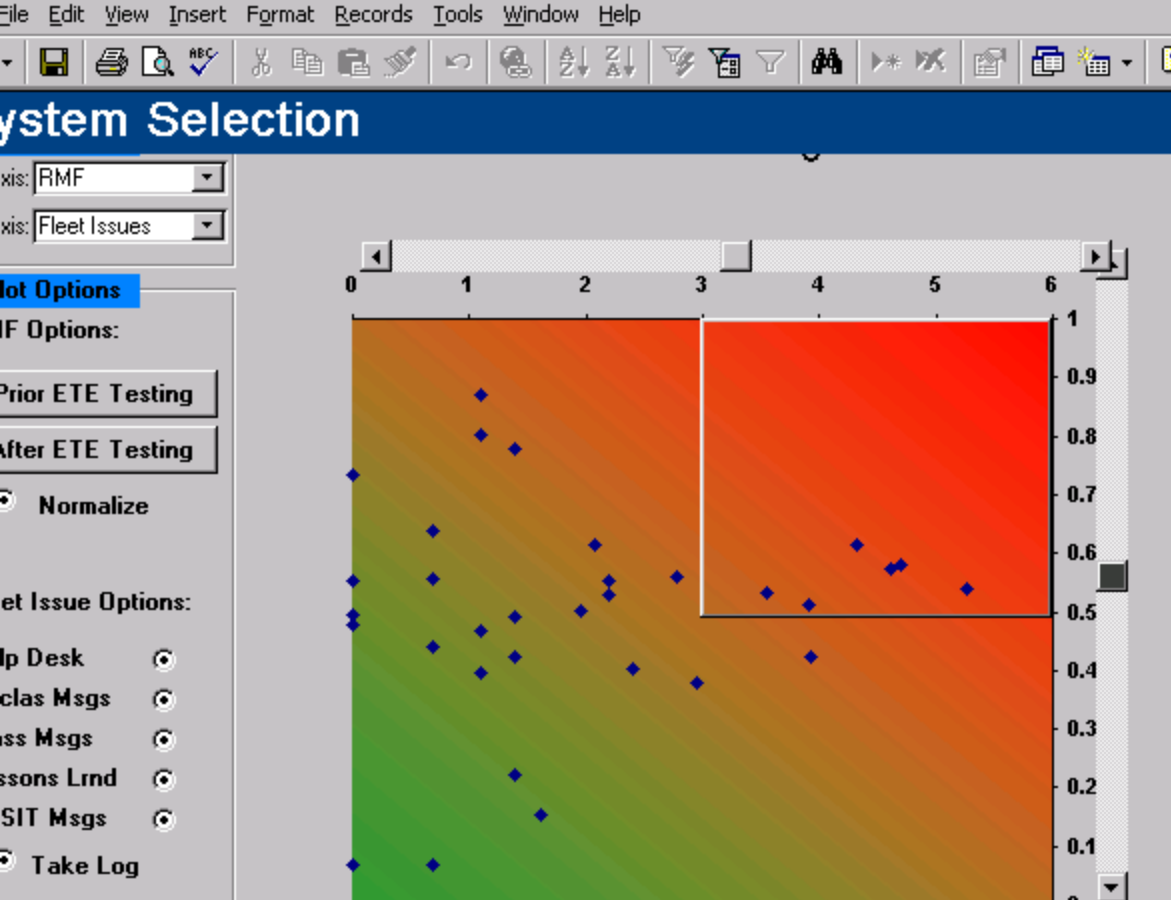 File Edit View Insert Format Records Tools Window Help
ABC
ystem Selection
xis: RMF
xis: Fleet Issues
lot Options
Options:
Prior ETE Testing
After ETE Testing
Normalize
et Issue Options:
lp Desk
clas Msgs
ass Msgs
ssons Lrnd
SIT Msgs
Take Log
0 1 2 3 4 5 6
1
0.9
0.8
0.7
0.6
0.5
0.4
0.3
0.2
0.1